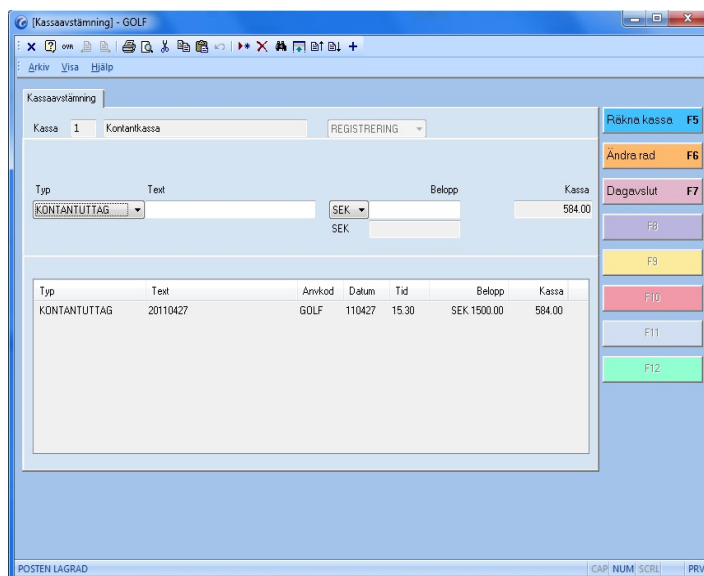 [Kassaavstämning] - GOLF
OVR
Arkiv Visa Hjälp
Kassaavstämning
Kassa 1 Kontantkassa REGISTRERING
Räkna kassa F5
Ändra rad F6
Dagavslut F7
F8
F9
F10
F11
F12
Typ Text Belopp Kassa
KONTANTUTTAG SEK 584.00
SEK
Typ Text Anvkod Datum Tid Belopp Kassa
KONTANTUTTAG 20110427 GOLF 110427 15.30 SEK 1500.00 584.00
POSTEN LAGRAD CAP NUM SCRL PRV